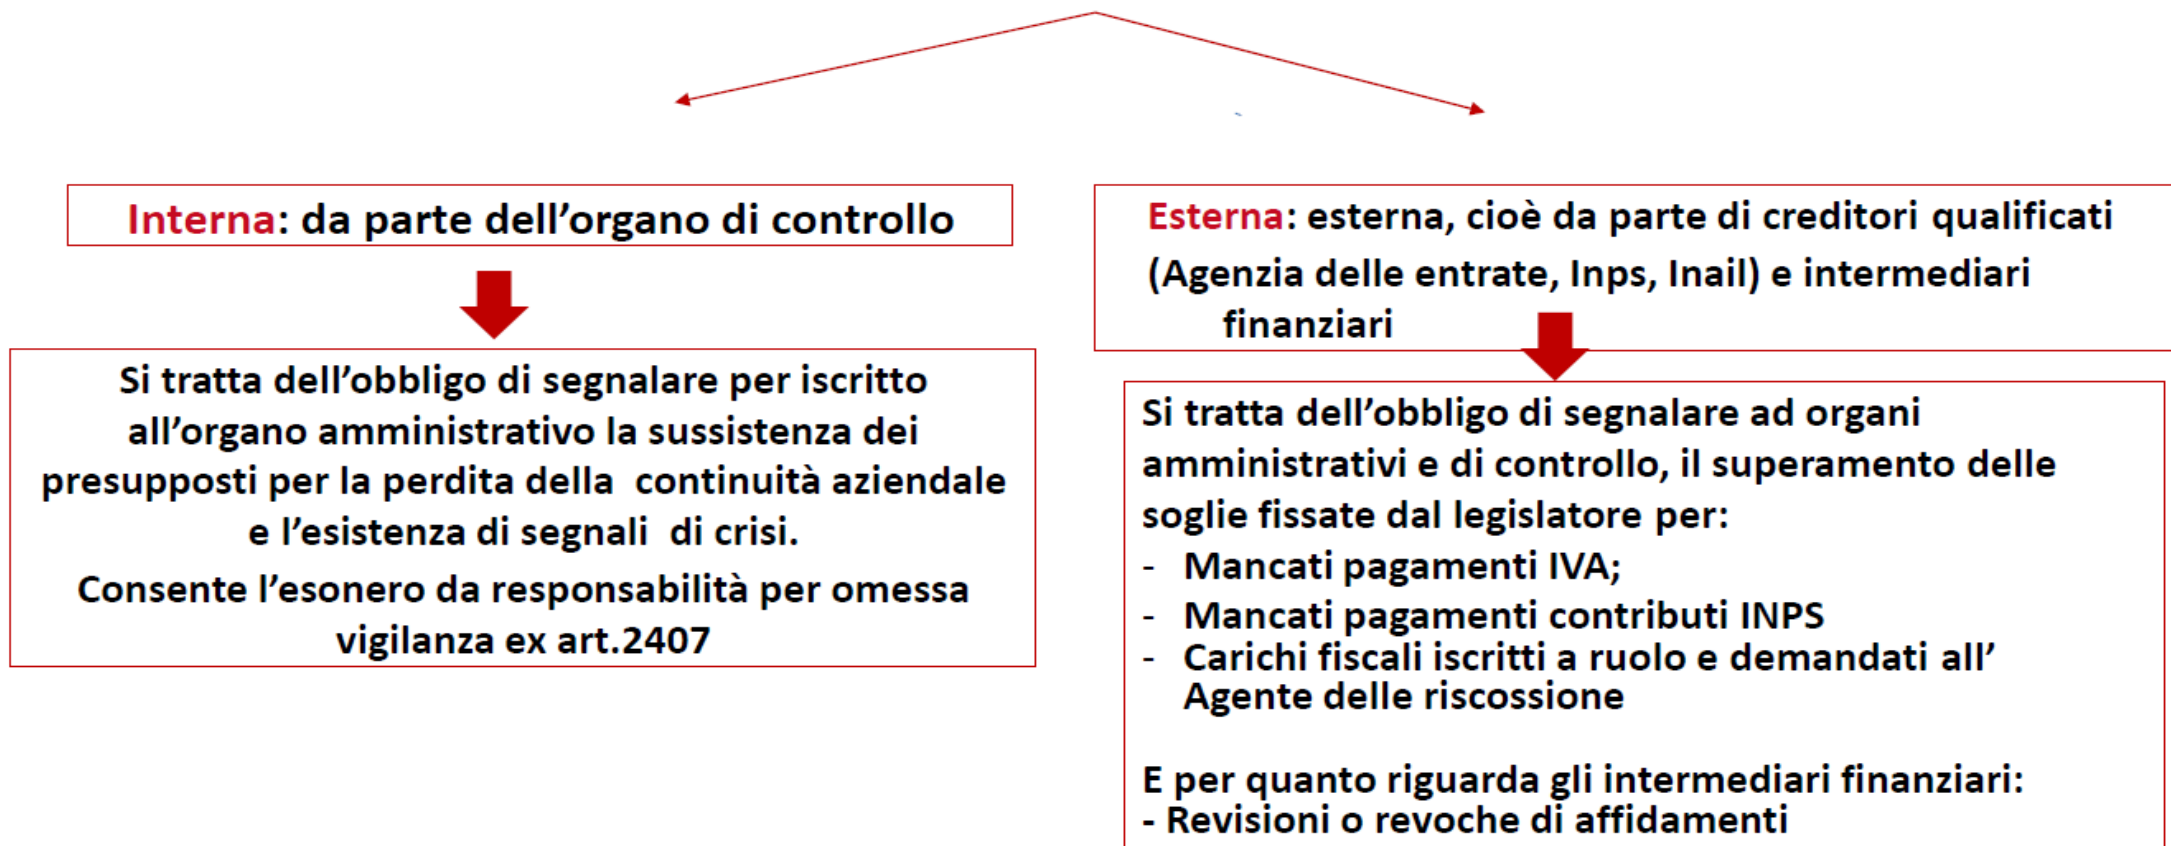 Interna: da parte dell’organo di controllo
Si tratta dell’obbligo di segnalare per iscritto
all’organo amministrativo la sussistenza dei
presupposti per la perdita della continuità aziendale
e l’esistenza di segnali di crisi.
Consente l’esonero da responsabilità per omessa
vigilanza ex art.2407
Esterna: esterna, cioè da parte di creditori qualificati
(Agenzia delle entrate, Inps, Inail) e intermediari
finanziari
Si tratta dell’obbligo di segnalare ad organi
amministrativi e di controllo, il superamento delle
soglie fissate dal legislatore per:
- Mancati pagamenti IVA;
- Mancati pagamenti contributi INPS
- Carichi fiscali iscritti a ruolo e demandati all’
Agente delle riscossione
E per quanto riguarda gli intermediari finanziari:
- Revisioni o revoche di affidamenti